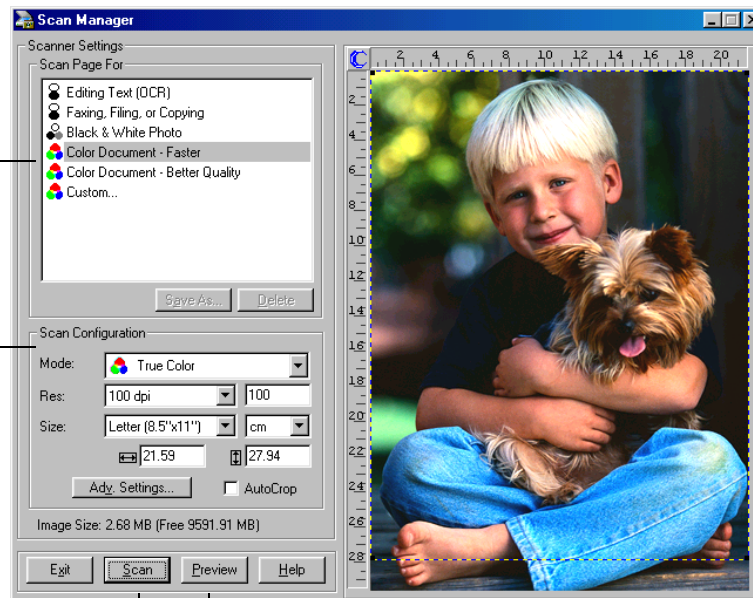 Scan Manager
Scanner Settings
Scan Page For
Editing Text (OCR)
Faxing, Filing, or Copying
Black & White Photo
Color Document - Faster
Color Document - Better Quality
Custom...
Save As... Delete
Scan Configuration
Mode: True Color
Res: 100 dpi 100
Size: Letter (8.5"x11") cm
21.59 27.94
Adv. Settings... AutoCrop
Image Size: 2.68 MB (Free 9591.91 MB)
Exit Scan Preview Help
2 4 6 8 10 12 14 16 18 20
2
4
6
8
10
12
14
16
18
20
22
24
26
28